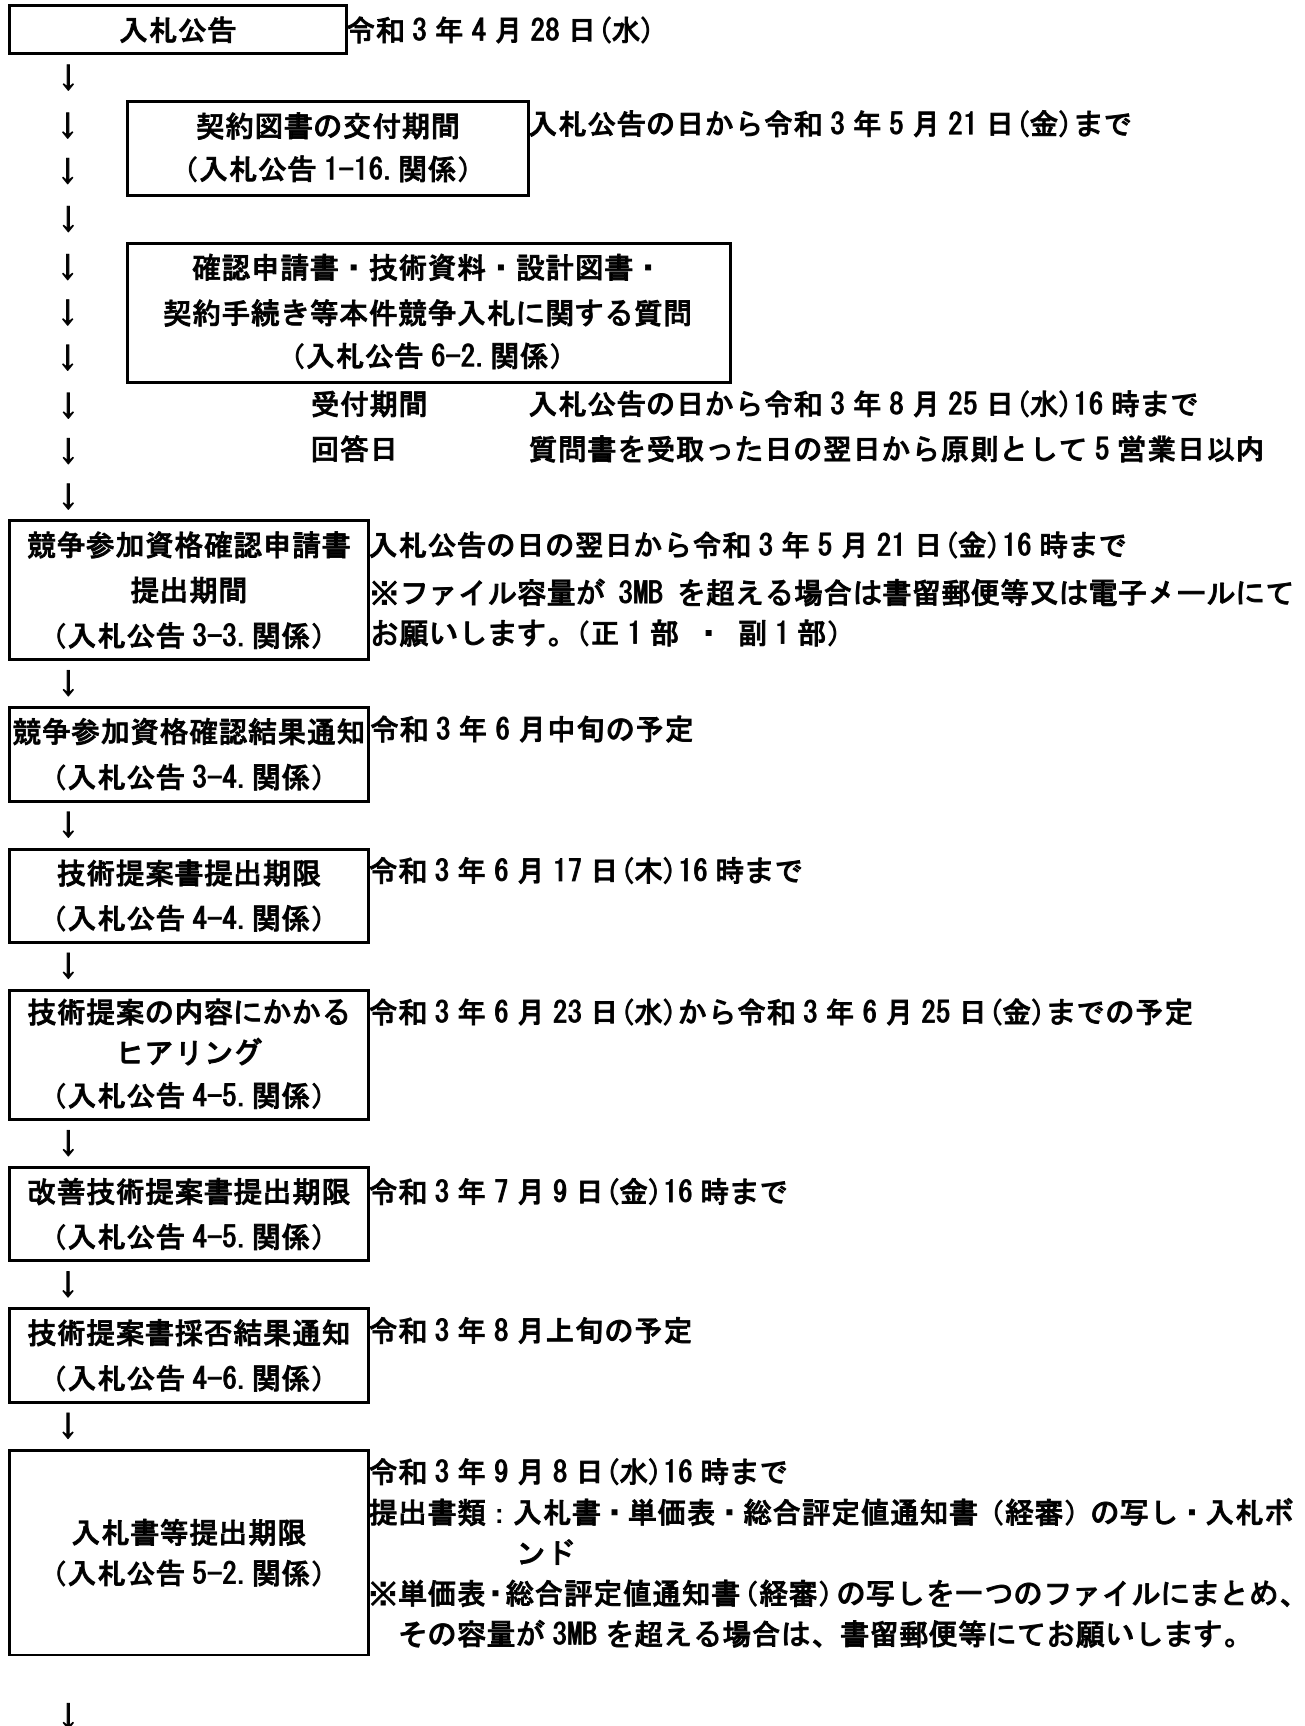 入札公告 令和3年4月28日(水)
↓
↓ 契約図書の交付期間 入札公告の日から令和3年5月21日(金)まで
↓ (入札公告1-16.関係)
↓
↓ 確認申請書・技術資料・設計図書・
↓ 契約手続き等本件競争入札に関する質問
↓ (入札公告6-2.関係)
↓ 受付期間 入札公告の日から令和3年8月25日(水)16時まで
↓ 回答日 質問書を受取った日の翌日から原則として5営業日以内
↓
競争参加資格確認申請書 入札公告の日の翌日から令和3年5月21日(金)16時まで
提出期間 ※ファイル容量が 3MB を超える場合は書留郵便等又は電子メールにて
(入札公告3-3.関係) お願いします。(正1部 ・ 副1部)
↓
競争参加資格確認結果通知 令和3年6月中旬の予定
(入札公告3-4.関係)
↓
技術提案書提出期限 令和3年6月17日(木)16時まで
(入札公告4-4.関係)
↓
技術提案の内容にかかる 令和3年6月23日(水)から令和3年6月25日(金)までの予定
ヒアリング
(入札公告4-5.関係)
↓
改善技術提案書提出期限 令和3年7月9日(金)16時まで
(入札公告4-5.関係)
↓
技術提案書採否結果通知 令和3年8月上旬の予定
(入札公告4-6.関係)
↓
令和3年9月8日(水)16時まで
提出書類：入札書・単価表・総合評定値通知書（経審）の写し・入札ボ
入札書等提出期限 ンド
(入札公告5-2.関係) ※単価表・総合評定値通知書(経審)の写しを一つのファイルにまとめ、
その容量が3MBを超える場合は、書留郵便等にてお願いします。
↓